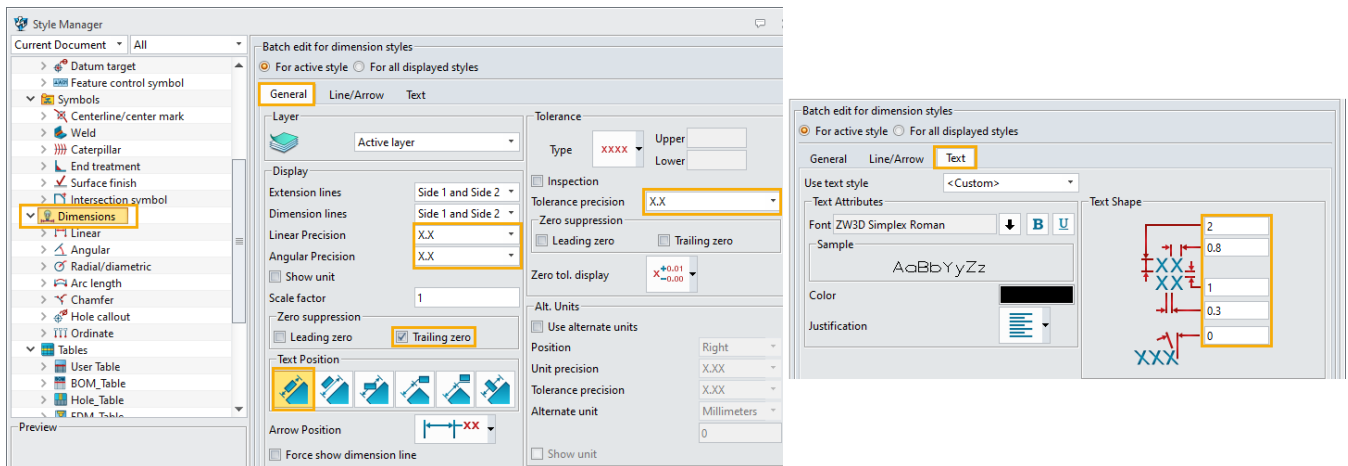 Style Manager
Current Document All
Datum target
Feature control symbol
Symbols
Centerline/center mark
Weld
Caterpillar
End treatment
Surface finish
Intersection symbol
Dimensions
Linear
Angular
Radial/diametric
Arc length
Chamfer
Hole callout
Ordinate
Tables
User Table
BOM_Table
Hole_Table
EDM_Table
Preview
Batch edit for dimension styles
For active style For all displayed styles
General Line/Arrow Text
Layer
Active layer
Display
Extension lines Side 1 and Side 2
Dimension lines Side 1 and Side 2
Linear Precision X.X
Angular Precision X.X
Show unit
Scale factor 1
Zero suppression
Leading zero Trailing zero
Text Position
Arrow Position XX
Force show dimension line
Tolerance
Type XXXX Upper
Lower
Inspection
Tolerance precision X.X
Zero suppression
Leading zero Trailing zero
Zero tol. display X+0.01 -0.00
Alt. Units
Use alternate units
Position Right
Unit precision X.XX
Tolerance precision X.XX
Alternate unit Millimeters
0
Show unit
Batch edit for dimension styles
For active style For all displayed styles
General Line/Arrow Text
Use text style <Custom>
Text Attributes
Font ZW3D Simplex Roman B U
Sample
AaBbYyZz
Color
Justification
Text Shape
2
0.8
XX
XX
1
0.3
0
XXX